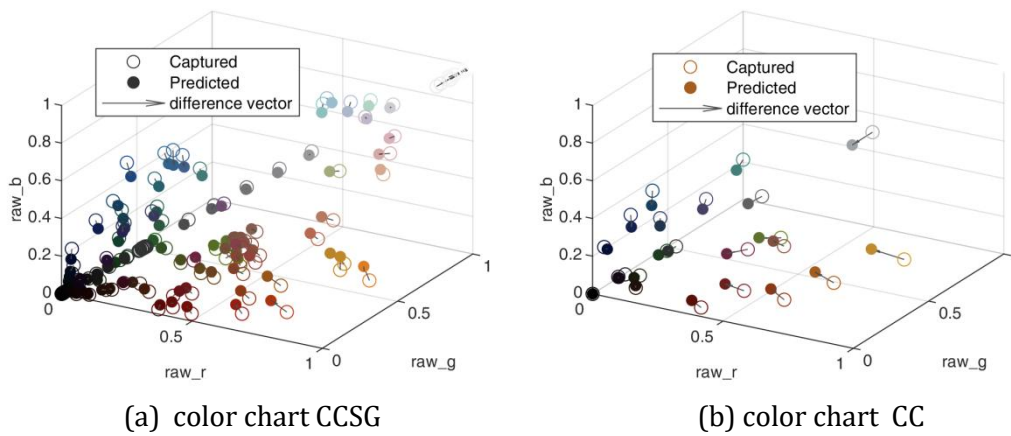 Captured
Predicted
difference vector
1
0.8
0.6
0.4
0.2
0
raw_b
0
0.5
1
raw_r
0
0.5
1
raw_g
(a) color chart CCSG
Captured
Predicted
difference vector
1
0.8
0.6
0.4
0.2
0
raw_b
0
0.5
1
raw_r
0
0.5
1
raw_g
(b) color chart CC